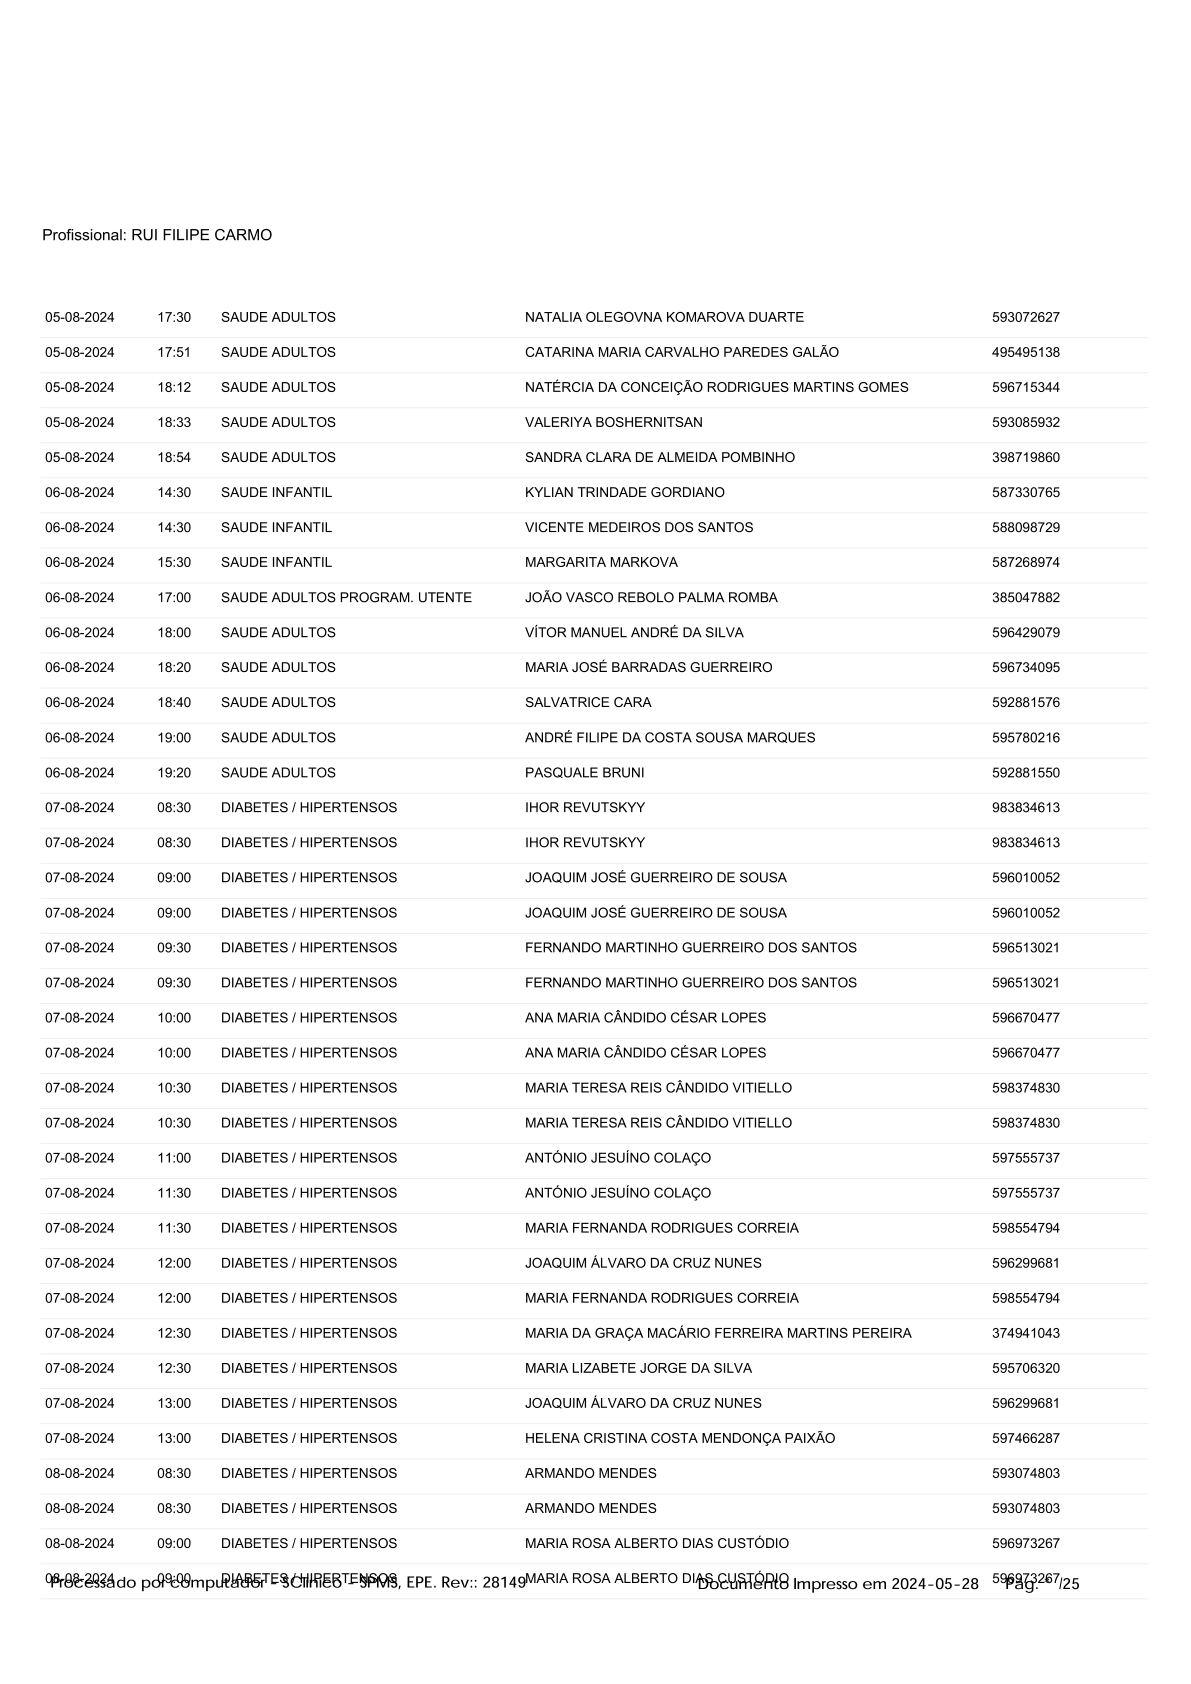 Profissional: RUI FILIPE CARMO
05-08-2024 17:30 SAUDE ADULTOS NATALIA OLEGOVNA KOMAROVA DUARTE 593072627
05-08-2024 17:51 SAUDE ADULTOS CATARINA MARIA CARVALHO PAREDES GALÃO 495495138
05-08-2024 18:12 SAUDE ADULTOS NATÉRCIA DA CONCEIÇÃO RODRIGUES MARTINS GOMES 596715344
05-08-2024 18:33 SAUDE ADULTOS VALERIYA BOSHERNITSAN 593085932
05-08-2024 18:54 SAUDE ADULTOS SANDRA CLARA DE ALMEIDA POMBINHO 398719860
06-08-2024 14:30 SAUDE INFANTIL KYLIAN TRINDADE GORDIANO 587330765
06-08-2024 14:30 SAUDE INFANTIL VICENTE MEDEIROS DOS SANTOS 588098729
06-08-2024 15:30 SAUDE INFANTIL MARGARITA MARKOVA 587268974
06-08-2024 17:00 SAUDE ADULTOS PROGRAM. UTENTE JOÃO VASCO REBOLO PALMA ROMBA 385047882
06-08-2024 18:00 SAUDE ADULTOS VÍTOR MANUEL ANDRÉ DA SILVA 596429079
06-08-2024 18:20 SAUDE ADULTOS MARIA JOSÉ BARRADAS GUERREIRO 596734095
06-08-2024 18:40 SAUDE ADULTOS SALVATRICE CARA 592881576
06-08-2024 19:00 SAUDE ADULTOS ANDRÉ FILIPE DA COSTA SOUSA MARQUES 595780216
06-08-2024 19:20 SAUDE ADULTOS PASQUALE BRUNI 592881550
07-08-2024 08:30 DIABETES / HIPERTENSOS IHOR REVUTSKYY 983834613
07-08-2024 08:30 DIABETES / HIPERTENSOS IHOR REVUTSKYY 983834613
07-08-2024 09:00 DIABETES / HIPERTENSOS JOAQUIM JOSÉ GUERREIRO DE SOUSA 596010052
07-08-2024 09:00 DIABETES / HIPERTENSOS JOAQUIM JOSÉ GUERREIRO DE SOUSA 596010052
07-08-2024 09:30 DIABETES / HIPERTENSOS FERNANDO MARTINHO GUERREIRO DOS SANTOS 596513021
07-08-2024 09:30 DIABETES / HIPERTENSOS FERNANDO MARTINHO GUERREIRO DOS SANTOS 596513021
07-08-2024 10:00 DIABETES / HIPERTENSOS ANA MARIA CÂNDIDO CÉSAR LOPES 596670477
07-08-2024 10:00 DIABETES / HIPERTENSOS ANA MARIA CÂNDIDO CÉSAR LOPES 596670477
07-08-2024 10:30 DIABETES / HIPERTENSOS MARIA TERESA REIS CÂNDIDO VITIELLO 598374830
07-08-2024 10:30 DIABETES / HIPERTENSOS MARIA TERESA REIS CÂNDIDO VITIELLO 598374830
07-08-2024 11:00 DIABETES / HIPERTENSOS ANTÓNIO JESUÍNO COLAÇO 597555737
07-08-2024 11:30 DIABETES / HIPERTENSOS ANTÓNIO JESUÍNO COLAÇO 597555737
07-08-2024 11:30 DIABETES / HIPERTENSOS MARIA FERNANDA RODRIGUES CORREIA 598554794
07-08-2024 12:00 DIABETES / HIPERTENSOS JOAQUIM ÁLVARO DA CRUZ NUNES 596299681
07-08-2024 12:00 DIABETES / HIPERTENSOS MARIA FERNANDA RODRIGUES CORREIA 598554794
07-08-2024 12:30 DIABETES / HIPERTENSOS MARIA DA GRAÇA MACÁRIO FERREIRA MARTINS PEREIRA 374941043
07-08-2024 12:30 DIABETES / HIPERTENSOS MARIA LIZABETE JORGE DA SILVA 595706320
07-08-2024 13:00 DIABETES / HIPERTENSOS JOAQUIM ÁLVARO DA CRUZ NUNES 596299681
07-08-2024 13:00 DIABETES / HIPERTENSOS HELENA CRISTINA COSTA MENDONÇA PAIXÃO 597466287
08-08-2024 08:30 DIABETES / HIPERTENSOS ARMANDO MENDES 593074803
08-08-2024 08:30 DIABETES / HIPERTENSOS ARMANDO MENDES 593074803
08-08-2024 09:00 DIABETES / HIPERTENSOS MARIA ROSA ALBERTO DIAS CUSTÓDIO 596973267
08-08-2024 09:00 DIABETES / HIPERTENSOS MARIA ROSA ALBERTO DIAS CUSTÓDIO 596973267
Processado por computador - SClínico - SPMS, EPE. Rev:: 28149 Documento Impresso em 2024-05-28 Pág. /25